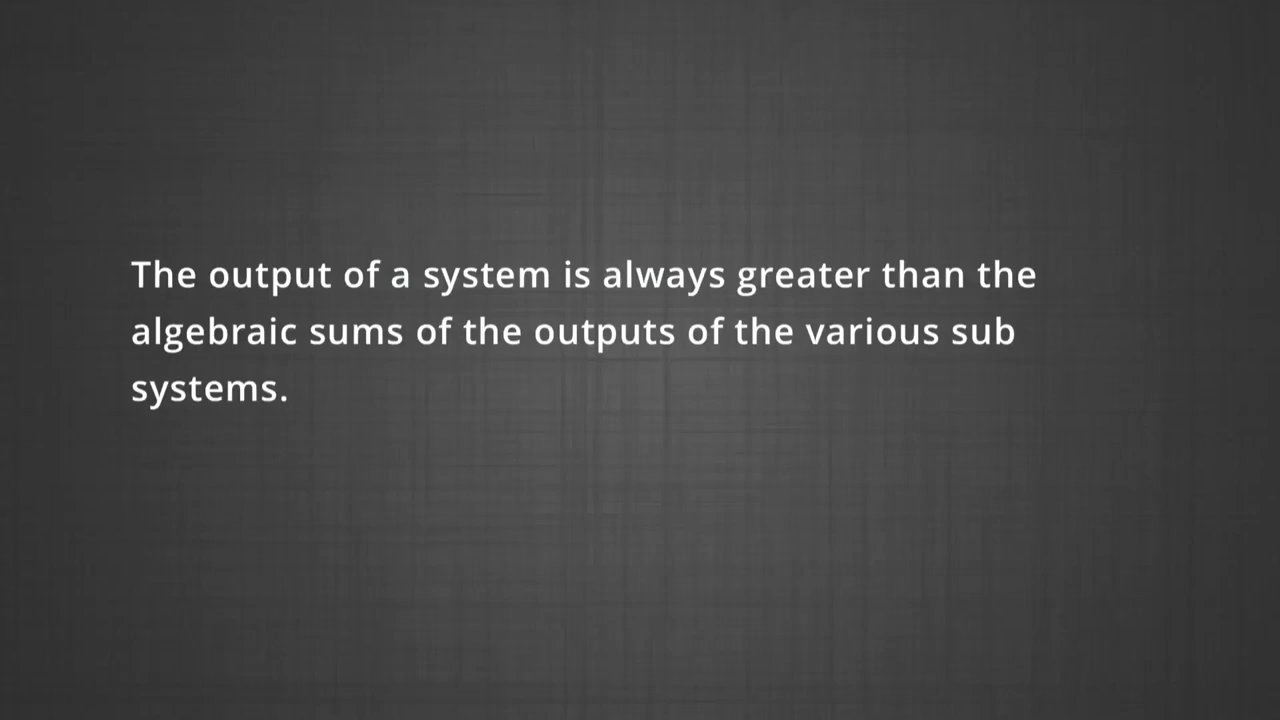 The output of a system is always greater than the
algebraic sums of the outputs of the various sub
systems.